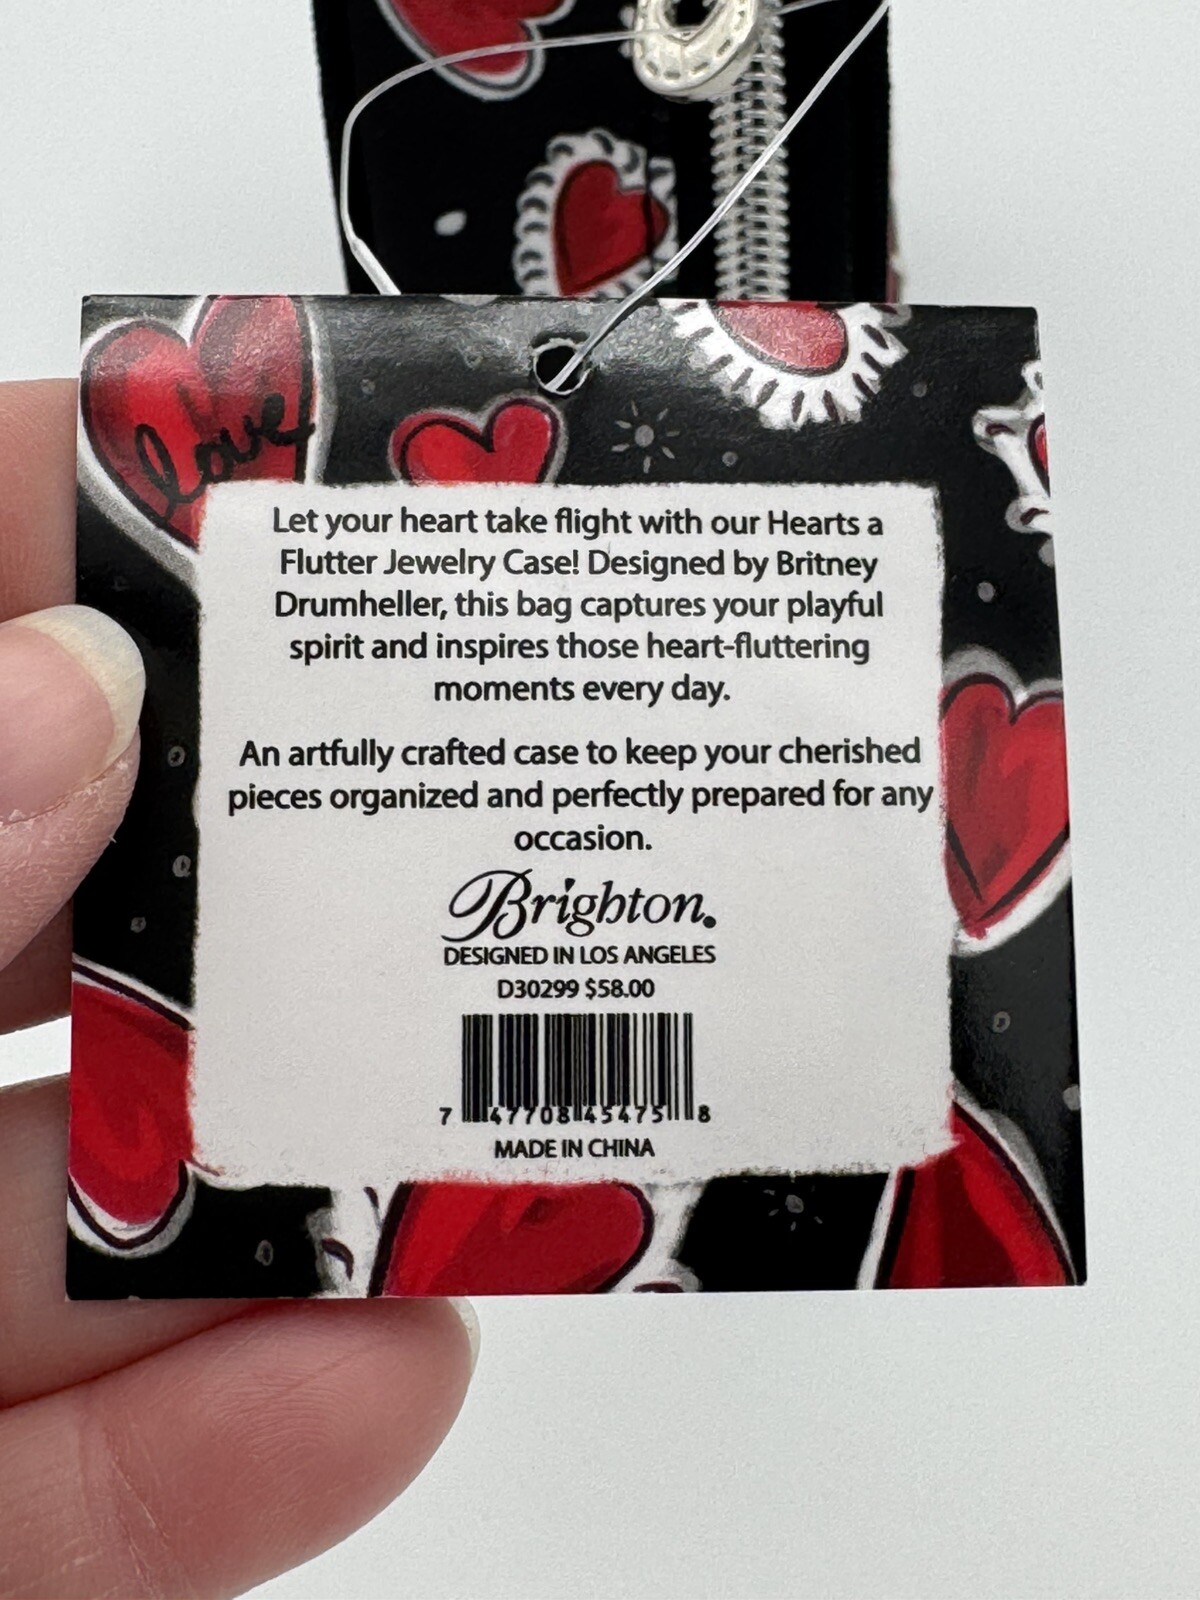 love
Let your heart take flight with our Hearts a
Flutter Jewelry Case! Designed by Britney
Drumheller, this bag captures your playful
spirit and inspires those heart-fluttering
moments every day.
An artfully crafted case to keep your cherished
pieces organized and perfectly prepared for any
occasion.
Brighton.
DESIGNED IN LOS ANGELES
D30299 $58.00
7 47708 45475 8
MADE IN CHINA